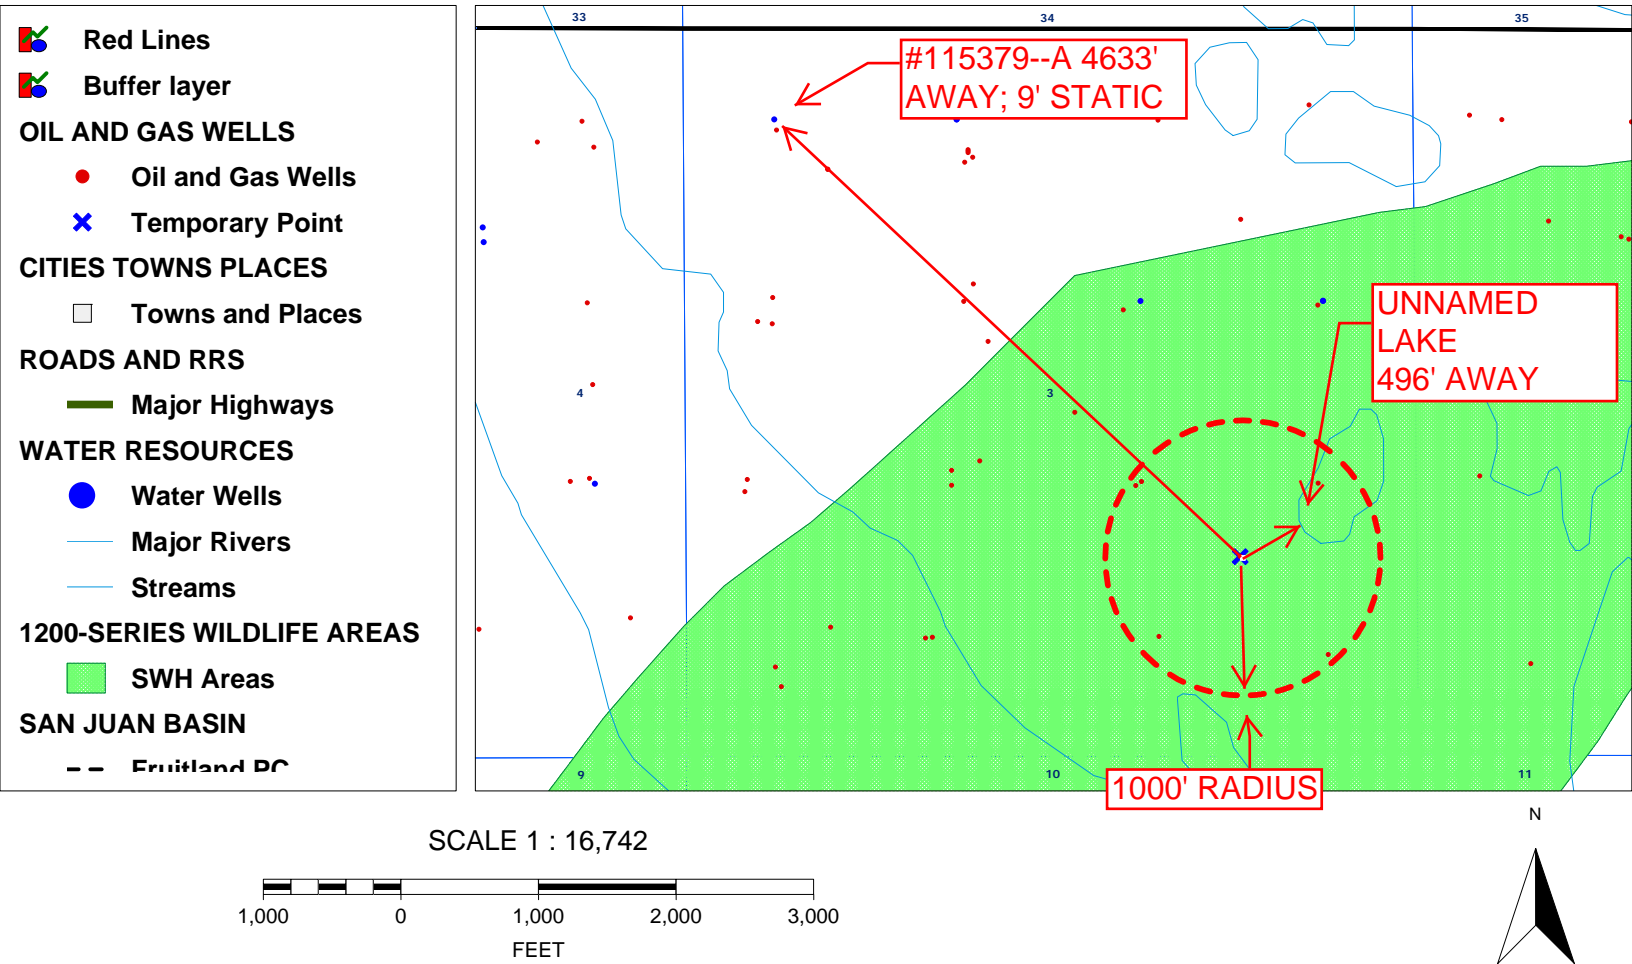 Red Lines
Buffer layer
OIL AND GAS WELLS
Oil and Gas Wells
Temporary Point
CITIES TOWNS PLACES
Towns and Places
ROADS AND RRS
Major Highways
WATER RESOURCES
Water Wells
Major Rivers
Streams
1200-SERIES WILDLIFE AREAS
SWH Areas
SAN JUAN BASIN
Fruitland PC
33
34
35
#115379--A 4633'
AWAY; 9' STATIC
UNNAMED
LAKE
496' AWAY
4
3
9
10
11
1000' RADIUS
N
SCALE 1 : 16,742
1,000
0
1,000
2,000
3,000
FEET